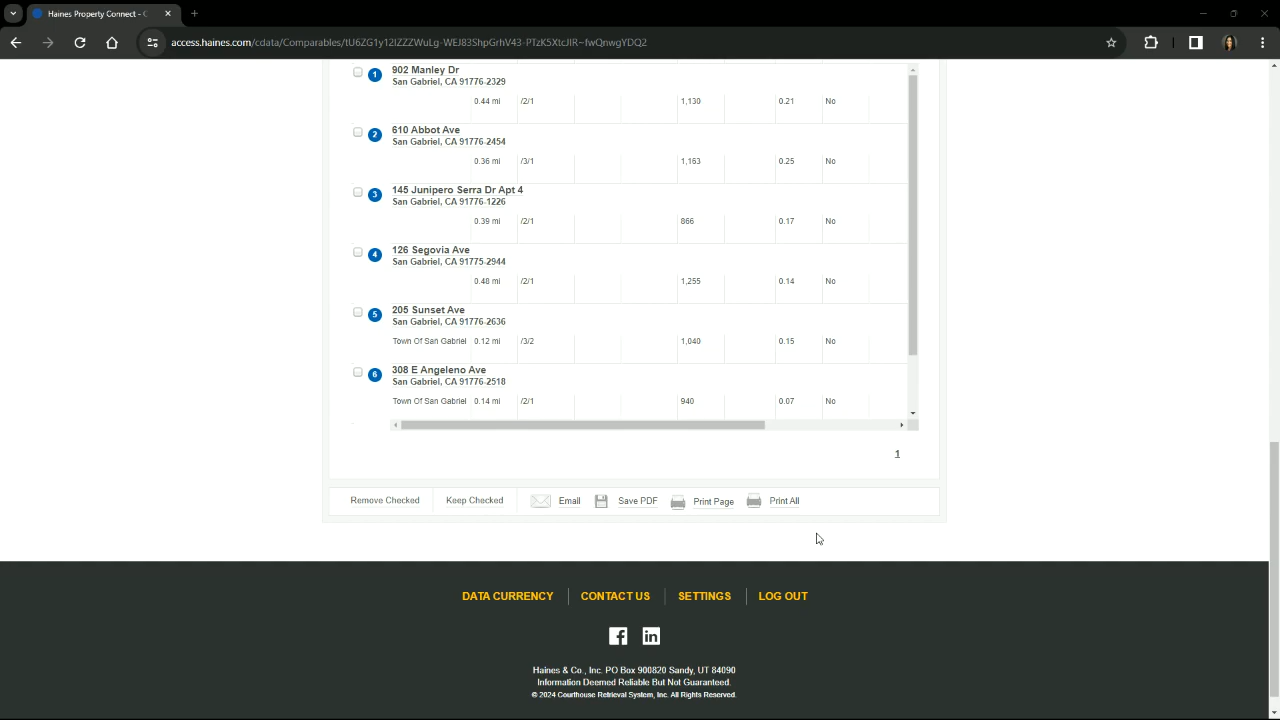 Haines Property Connect - C
access.haines.com/cdata/Comparables/tU6ZG1y12IZZZWuLg-WEJ83ShpGrhV43-PTzK5XtcJIR-fwQnwgYDQ2
1 902 Manley Dr
San Gabriel, CA 91776-2329
0.44 mi /2/1 1,130 0.21 No
2 610 Abbot Ave
San Gabriel, CA 91776-2454
0.36 mi /3/1 1,163 0.25 No
3 145 Junipero Serra Dr Apt 4
San Gabriel, CA 91776-1226
0.39 mi /2/1 866 0.17 No
4 126 Segovia Ave
San Gabriel, CA 91775-2944
0.48 mi /2/1 1,255 0.14 No
5 205 Sunset Ave
San Gabriel, CA 91776-2636
Town Of San Gabriel 0.12 mi /3/2 1,040 0.15 No
6 308 E Angeleno Ave
San Gabriel, CA 91776-2518
Town Of San Gabriel 0.14 mi /2/1 940 0.07 No
1
Remove Checked Keep Checked Email Save PDF Print Page Print All
DATA CURRENCY CONTACT US SETTINGS LOG OUT
Haines & Co., Inc. PO Box 900820 Sandy, UT 84090
Information Deemed Reliable But Not Guaranteed.
© 2024 Courthouse Retrieval System, Inc. All Rights Reserved.